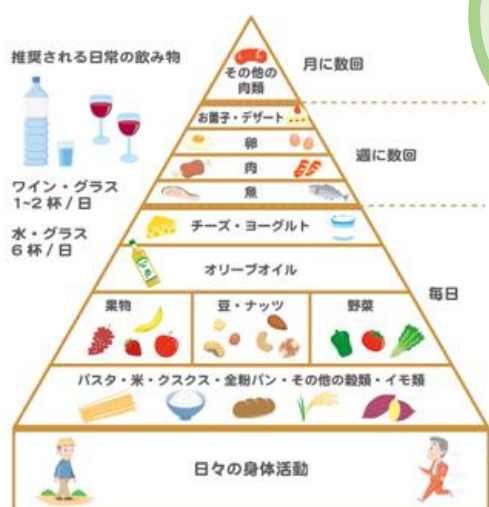 推奨される日常の飲み物
ワイン・グラス
1~2 杯 / 日
水・グラス
6 杯 / 日
その他の
肉類
月に数回
お菓子・デザート
卵
肉
魚
週に数回
チーズ・ヨーグルト
オリーブオイル
果物
豆・ナッツ
野菜
毎日
パスタ・米・クスクス・全粉パン・その他の穀類・イモ類
日々の身体活動